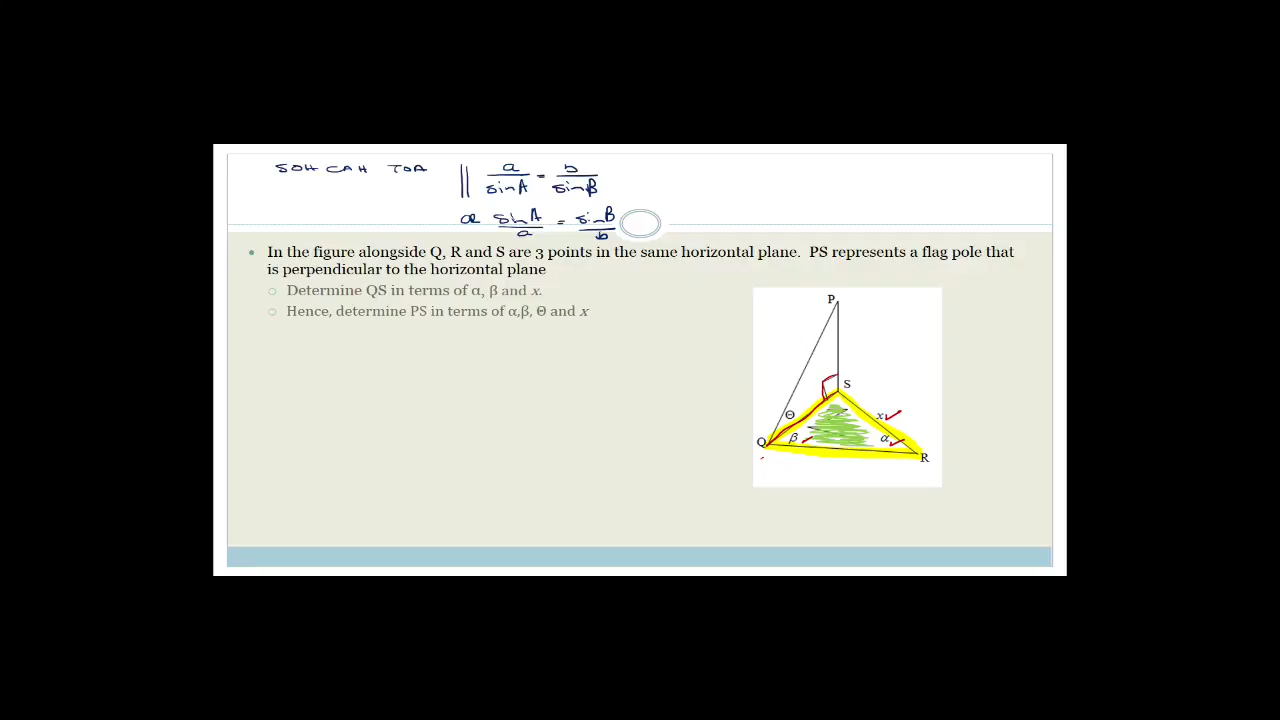 SOH CAH TOA
a/sinA = b/sinB
OR sinA/a = sinB/b
In the figure alongside Q, R and S are 3 points in the same horizontal plane. PS represents a flag pole that
is perpendicular to the horizontal plane
Determine QS in terms of α, β and x.
Hence, determine PS in terms of α,β, Θ and x
P
S
Θ
x
Q
β
α
R